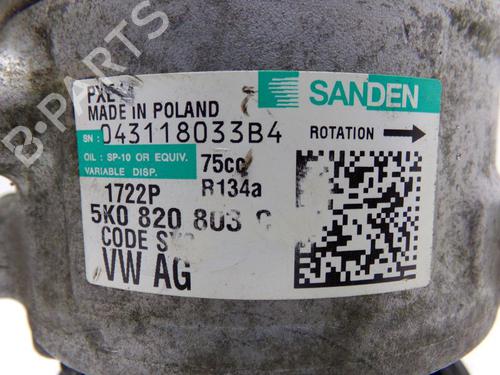 B-PARTS
SANDEN
MADE IN POLAND
SN: 043118033B4
ROTATION
OIL : SP-10 OR EQUIV.
VARIABLE DISP.
75cc
1722P
R134a
5K0 820 803
CODE
VW AG